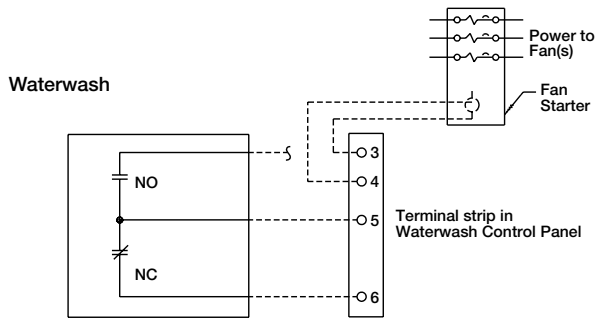 Power to
Fan(s)
Waterwash
Fan
Starter
3
NO
4
5
Terminal strip in
Waterwash Control Panel
NC
6